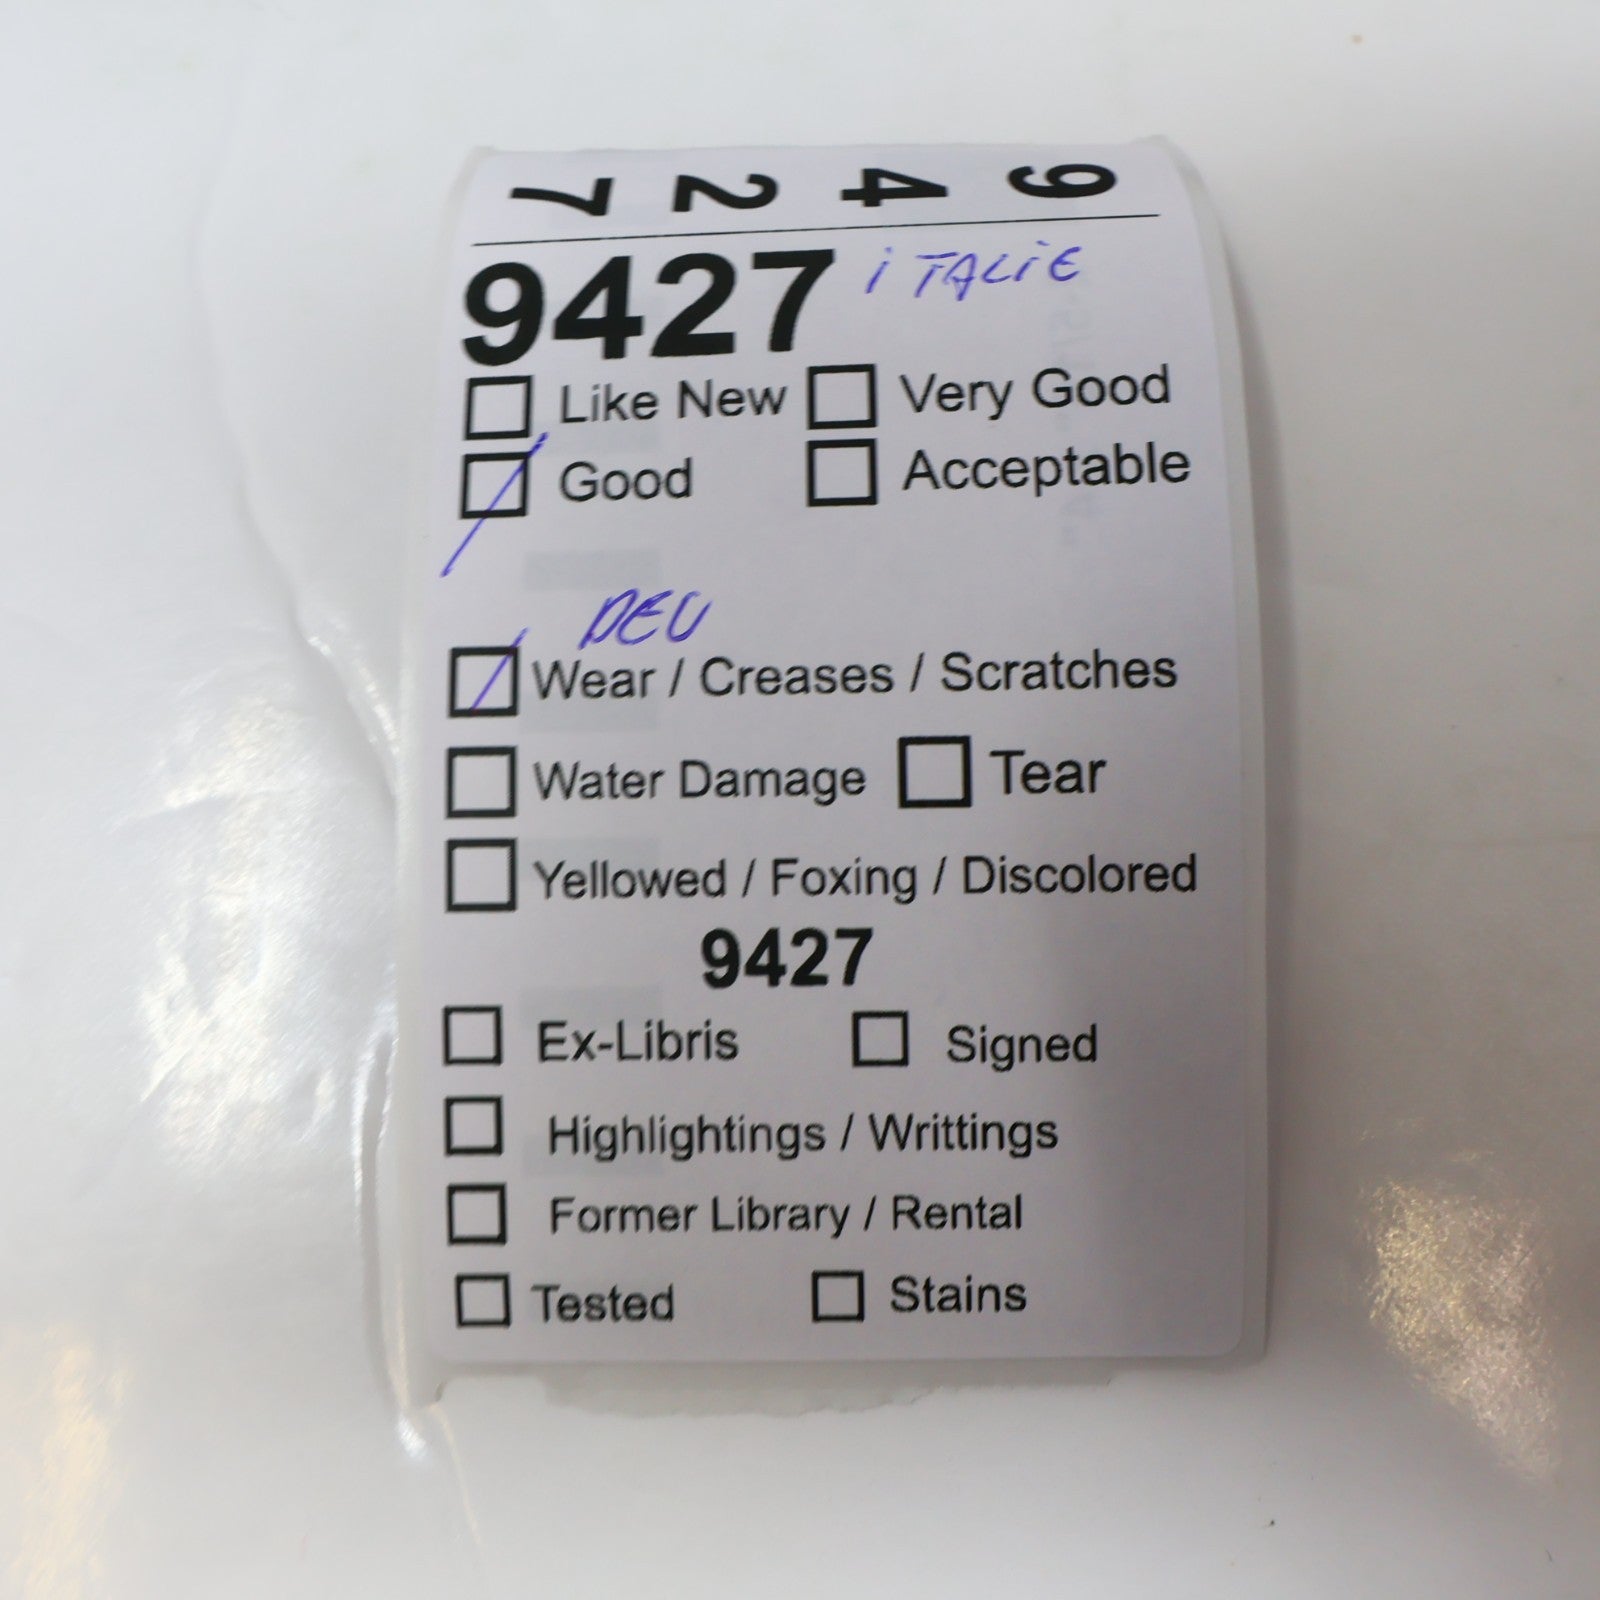 9 4 2 7
9427 iTALiE
Like New Very Good
Good Acceptable
DEU
Wear / Creases / Scratches
Water Damage Tear
Yellowed / Foxing / Discolored
9427
Ex-Libris Signed
Highlightings / Writtings
Former Library / Rental
Tested Stains